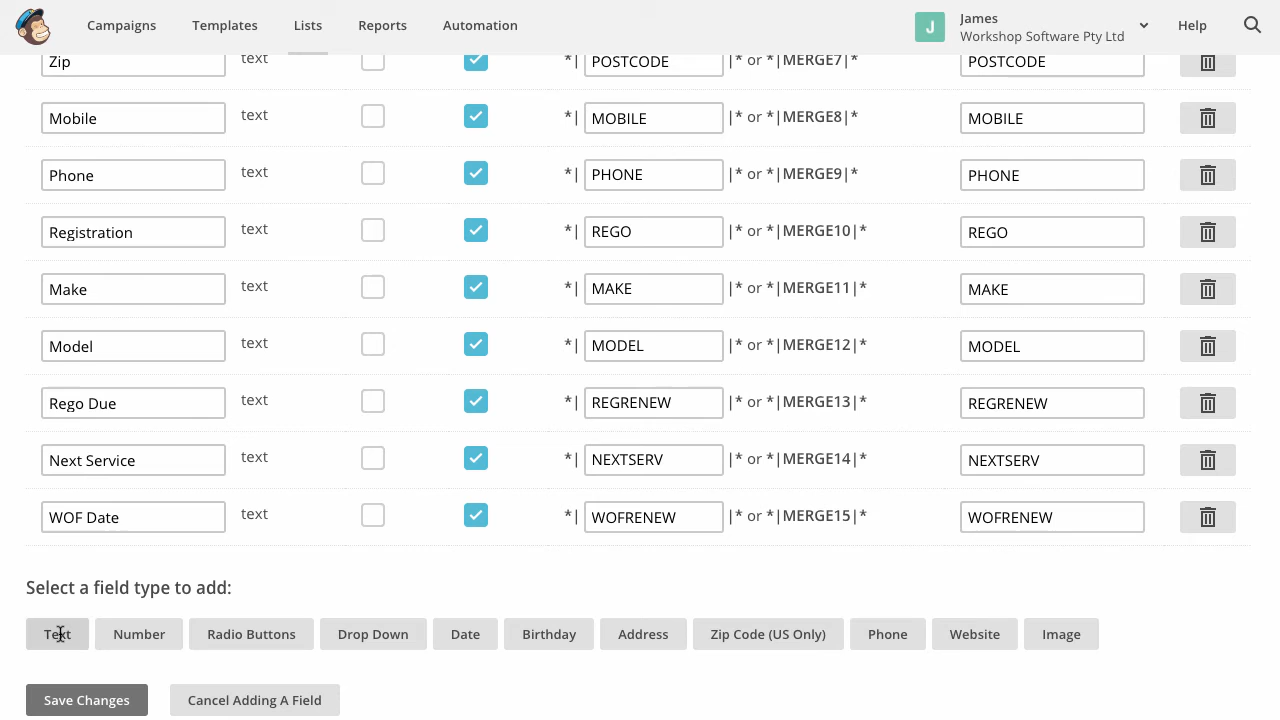 Campaigns Templates Lists Reports Automation J James Workshop Software Pty Ltd Help
Zip text *| POSTCODE |* or *|MERGE7|* POSTCODE
Mobile text *| MOBILE |* or *|MERGE8|* MOBILE
Phone text *| PHONE |* or *|MERGE9|* PHONE
Registration text *| REGO |* or *|MERGE10|* REGO
Make text *| MAKE |* or *|MERGE11|* MAKE
Model text *| MODEL |* or *|MERGE12|* MODEL
Rego Due text *| REGRENEW |* or *|MERGE13|* REGRENEW
Next Service text *| NEXTSERV |* or *|MERGE14|* NEXTSERV
WOF Date text *| WOFRENEW |* or *|MERGE15|* WOFRENEW
Select a field type to add:
Text Number Radio Buttons Drop Down Date Birthday Address Zip Code (US Only) Phone Website Image
Save Changes Cancel Adding A Field